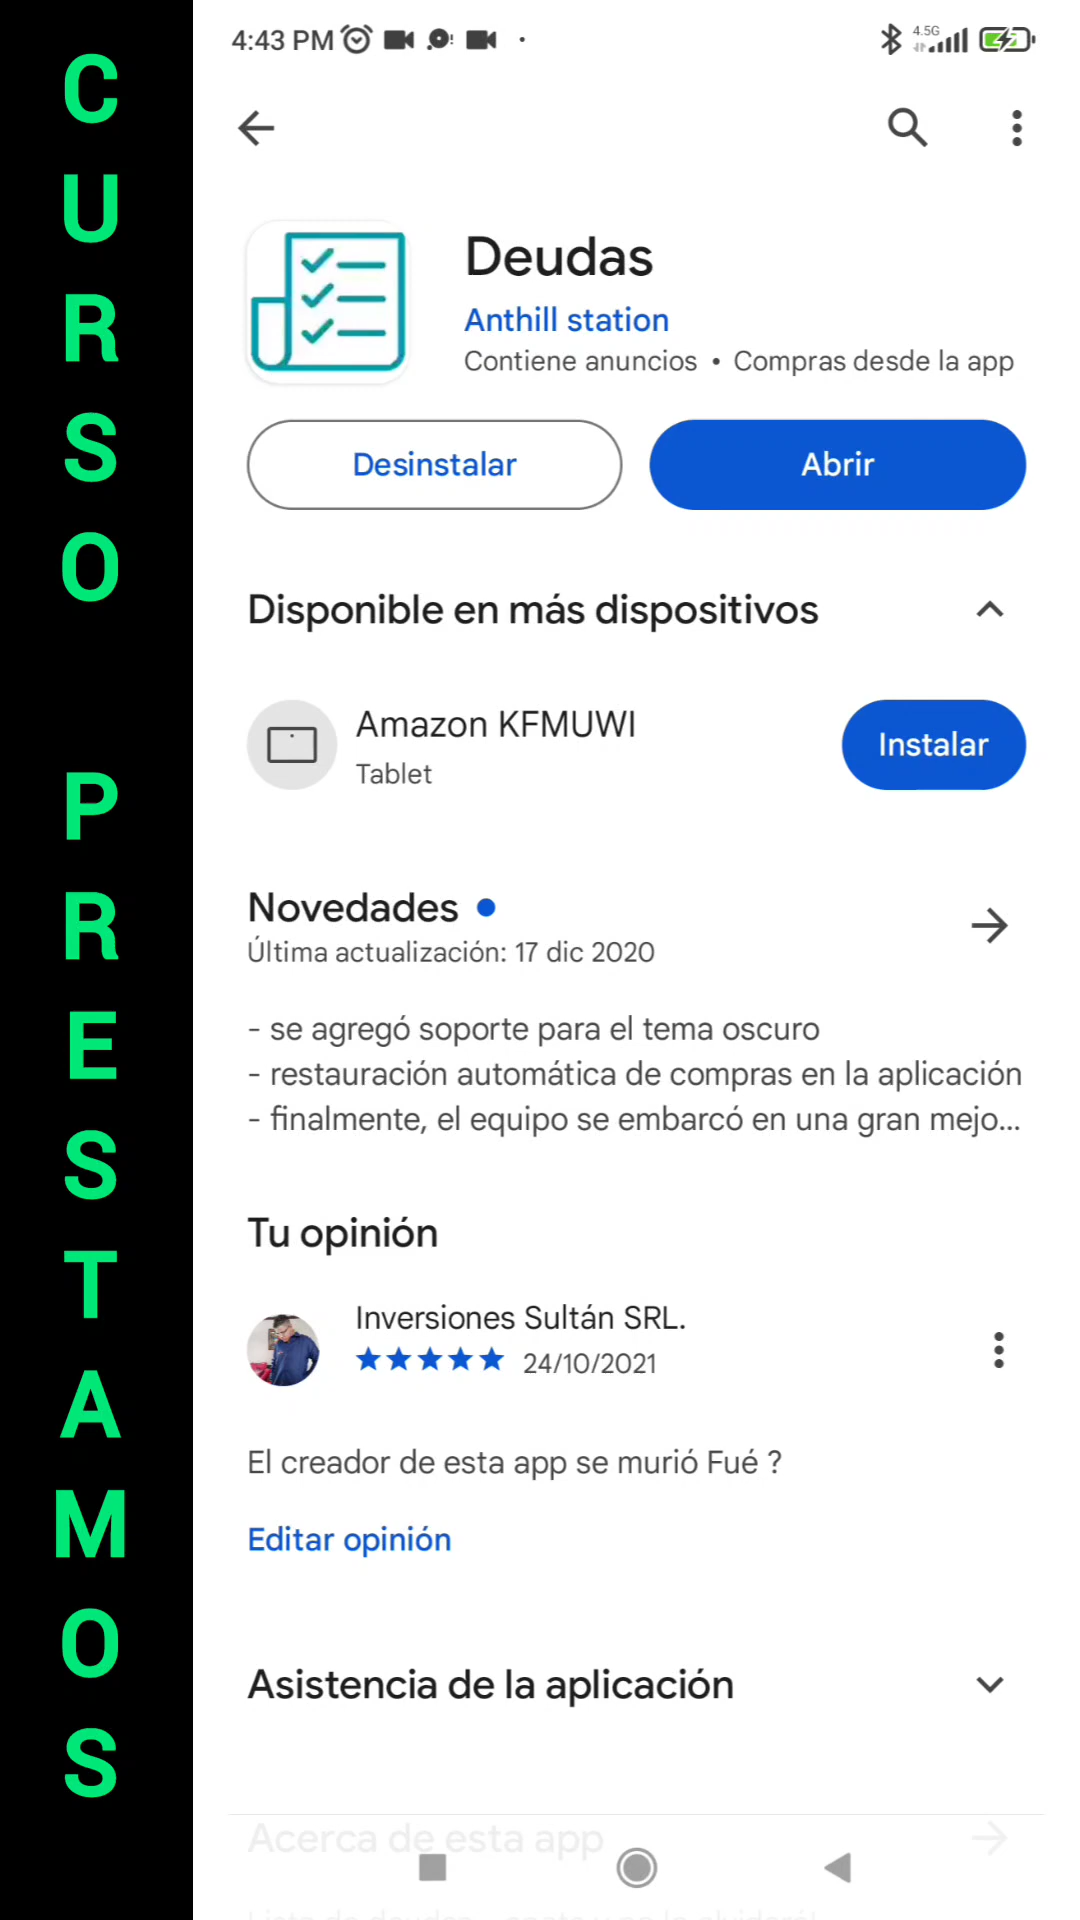 CURSO PRESTAMOS
4:43 PM
4.5G
Deudas
Anthill station
Contiene anuncios • Compras desde la app
Desinstalar
Abrir
Disponible en más dispositivos
Amazon KFMUWI
Tablet
Instalar
Novedades
Última actualización: 17 dic 2020
- se agregó soporte para el tema oscuro
- restauración automática de compras en la aplicación
- finalmente, el equipo se embarcó en una gran mejo...
Tu opinión
Inversiones Sultán SRL.
24/10/2021
El creador de esta app se murió Fué ?
Editar opinión
Asistencia de la aplicación
Acerca de esta app